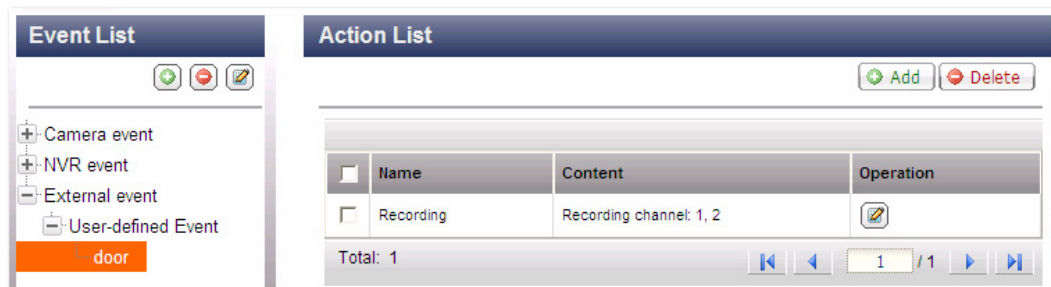 Event List
Camera event
NVR event
External event
User-defined Event
door
Action List
Add Delete
Name Content Operation
Recording Recording channel: 1, 2
Total: 1 1 / 1